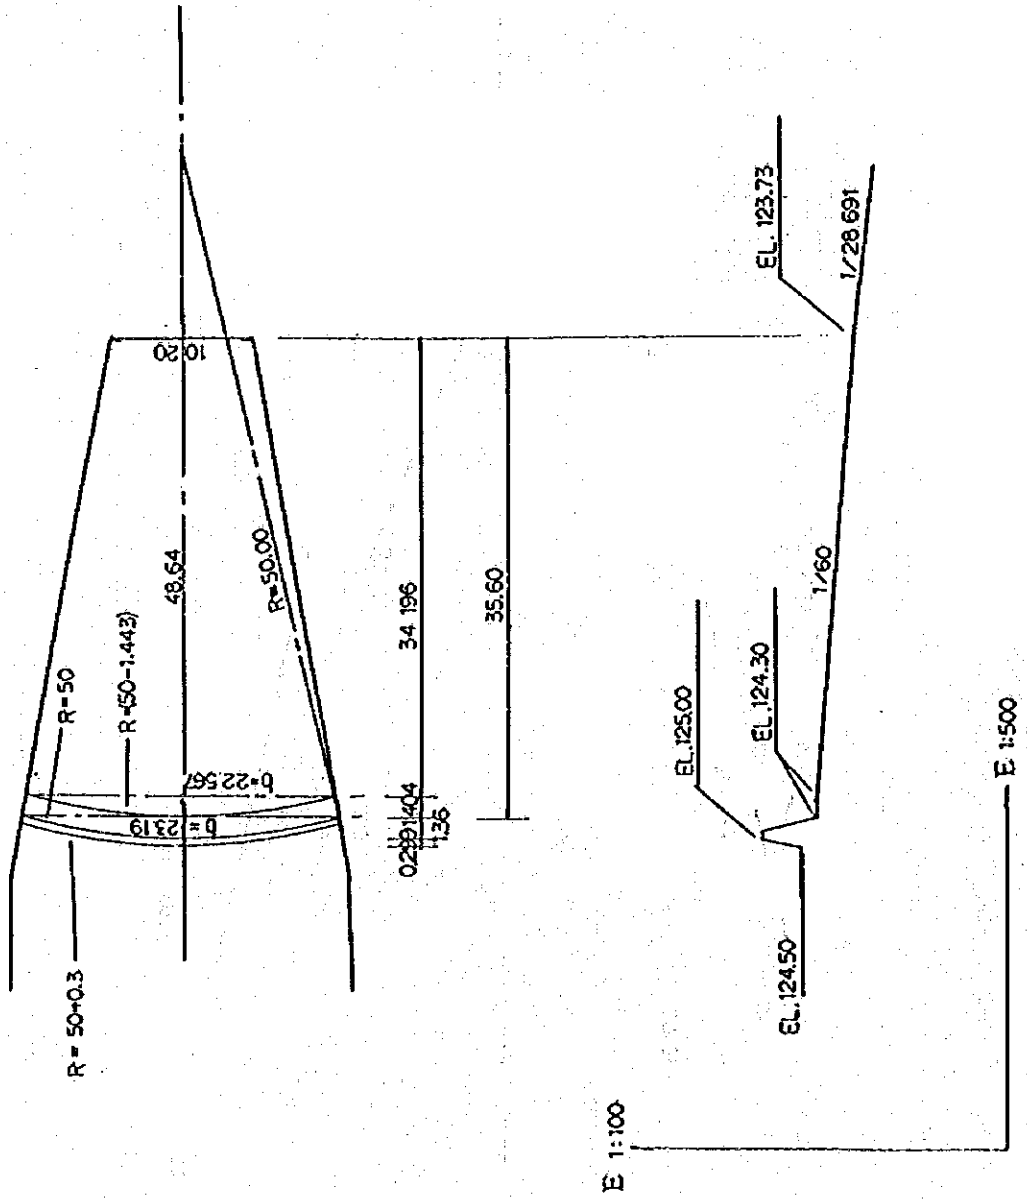 10.20
48.64
R=50.00
R=50
R=(50-1.443)
b=22.567
b=23.19
R=50+0.3
34 196
35.60
0.299
1.404
1.36
EL. 123.73
1/28.691
1/60
EL.125.00
EL.124.30
EL.124.50
E 1:100
E 1:500